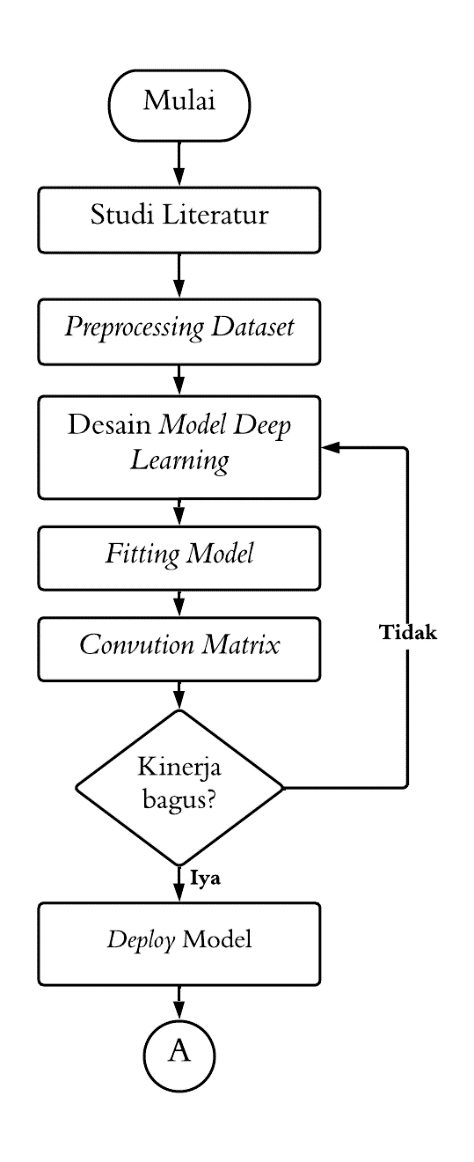 Mulai
Studi Literatur
Preprocessing Dataset
Desain Model Deep
Learning
Fitting Model
Convution Matrix
Tidak
Kinerja
bagus?
Iya
Deploy Model
A